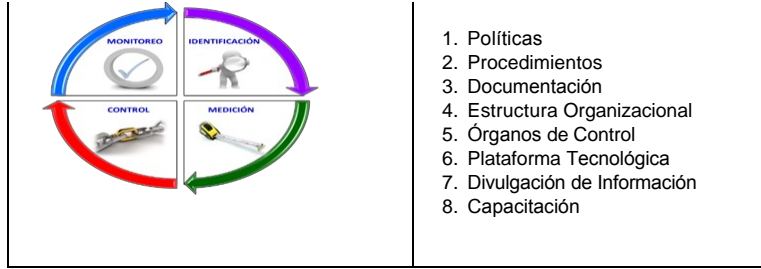 MONITOREO
IDENTIFICACIÓN
CONTROL
MEDICIÓN
1. Políticas
2. Procedimientos
3. Documentación
4. Estructura Organizacional
5. Órganos de Control
6. Plataforma Tecnológica
7. Divulgación de Información
8. Capacitación